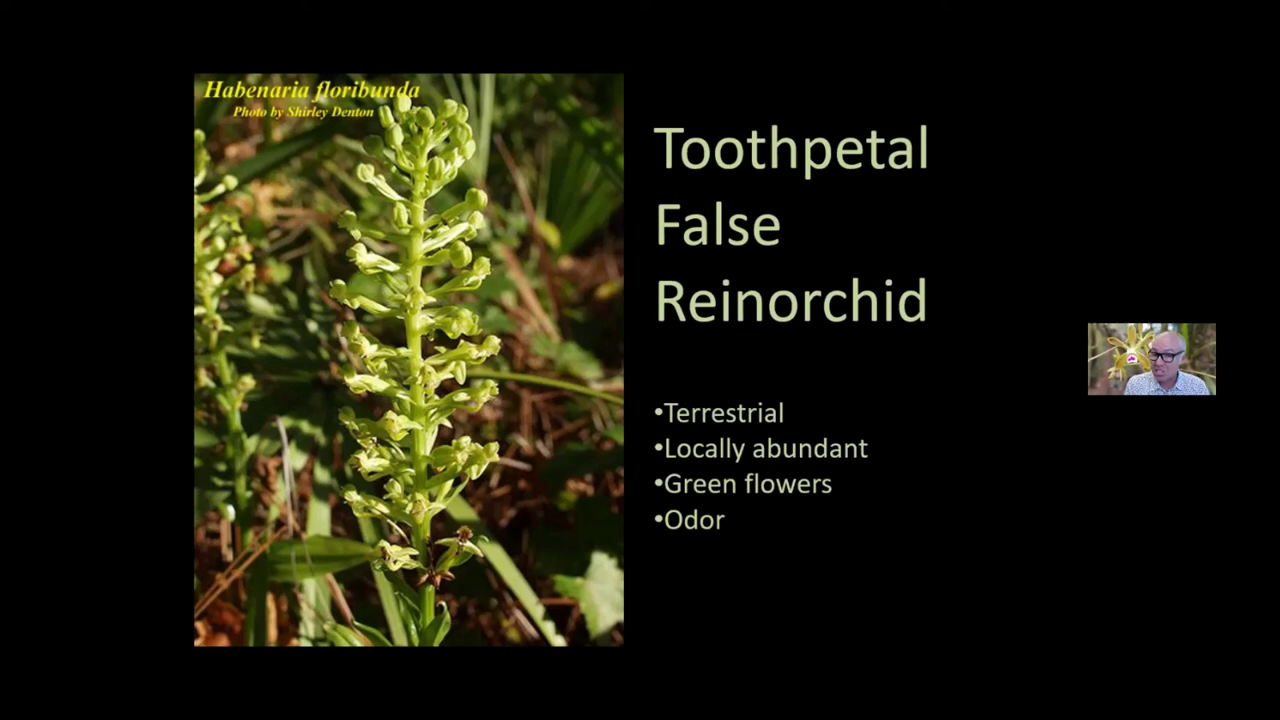 Habenaria floribunda
Photo by Shirley Denton
Toothpetal
False
Reinorchid
•Terrestrial
•Locally abundant
•Green flowers
•Odor